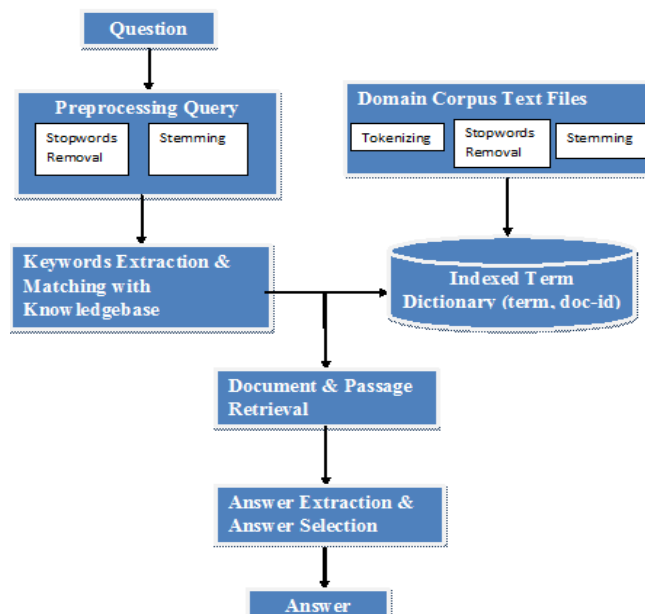 Question
Preprocessing Query
Stopwords
Removal
Stemming
Domain Corpus Text Files
Tokenizing
Stopwords
Removal
Stemming
Keywords Extraction &
Matching with
Knowledgebase
Indexed Term
Dictionary (term, doc-id)
Document & Passage
Retrieval
Answer Extraction &
Answer Selection
Answer